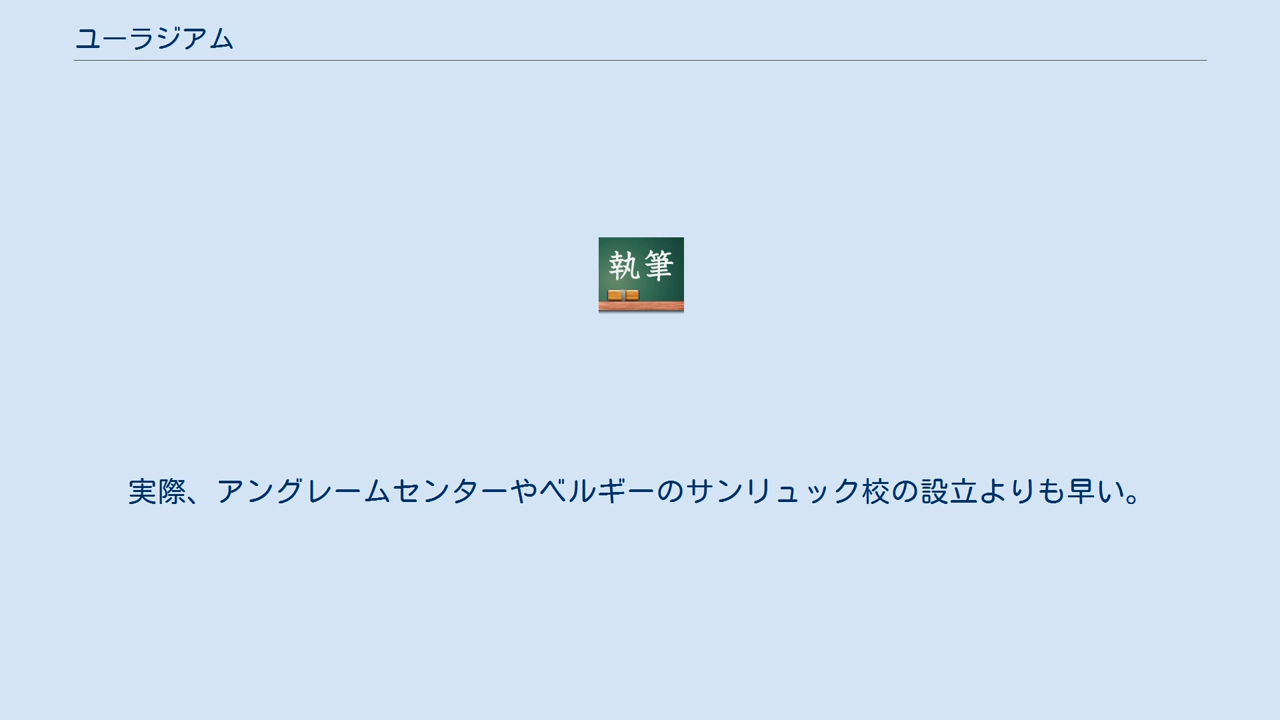 ユーラジアム
執筆
実際、アングレームセンターやベルギーのサンリュック校の設立よりも早い。